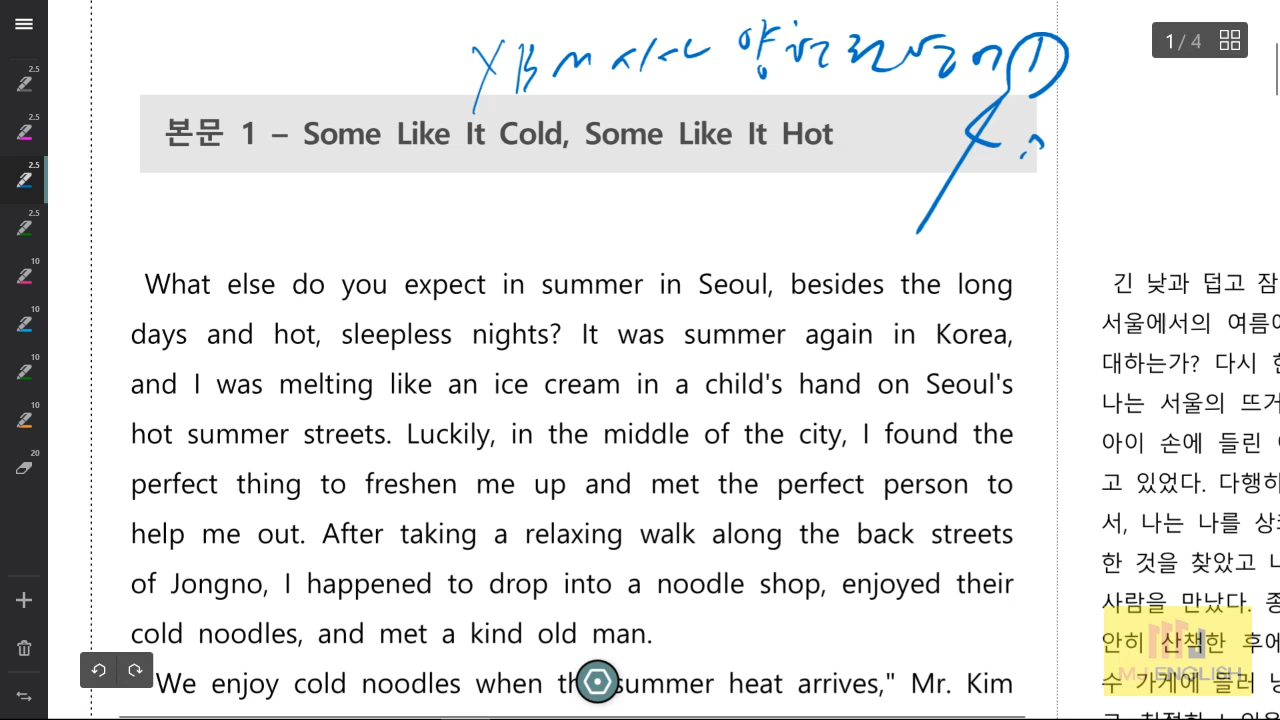 1 / 4
본문 1 – Some Like It Cold, Some Like It Hot
What else do you expect in summer in Seoul, besides the long
days and hot, sleepless nights? It was summer again in Korea,
and I was melting like an ice cream in a child's hand on Seoul's
hot summer streets. Luckily, in the middle of the city, I found the
perfect thing to freshen me up and met the perfect person to
help me out. After taking a relaxing walk along the back streets
of Jongno, I happened to drop into a noodle shop, enjoyed their
cold noodles, and met a kind old man.
"We enjoy cold noodles when the summer heat arrives," Mr. Kim
긴 낮과 덥고 잠
서울에서의 여름에
대하는가? 다시 한
나는 서울의 뜨거
아이 손에 들린
고 있었다. 다행히
서, 나는 나를 상쾌
한 것을 찾았고 나
사람을 만났다. 종
안히 산책한 후에
수 가게에 들러 냉
MJ ENGLISH
2.5
2.5
2.5
2.5
10
10
10
10
20